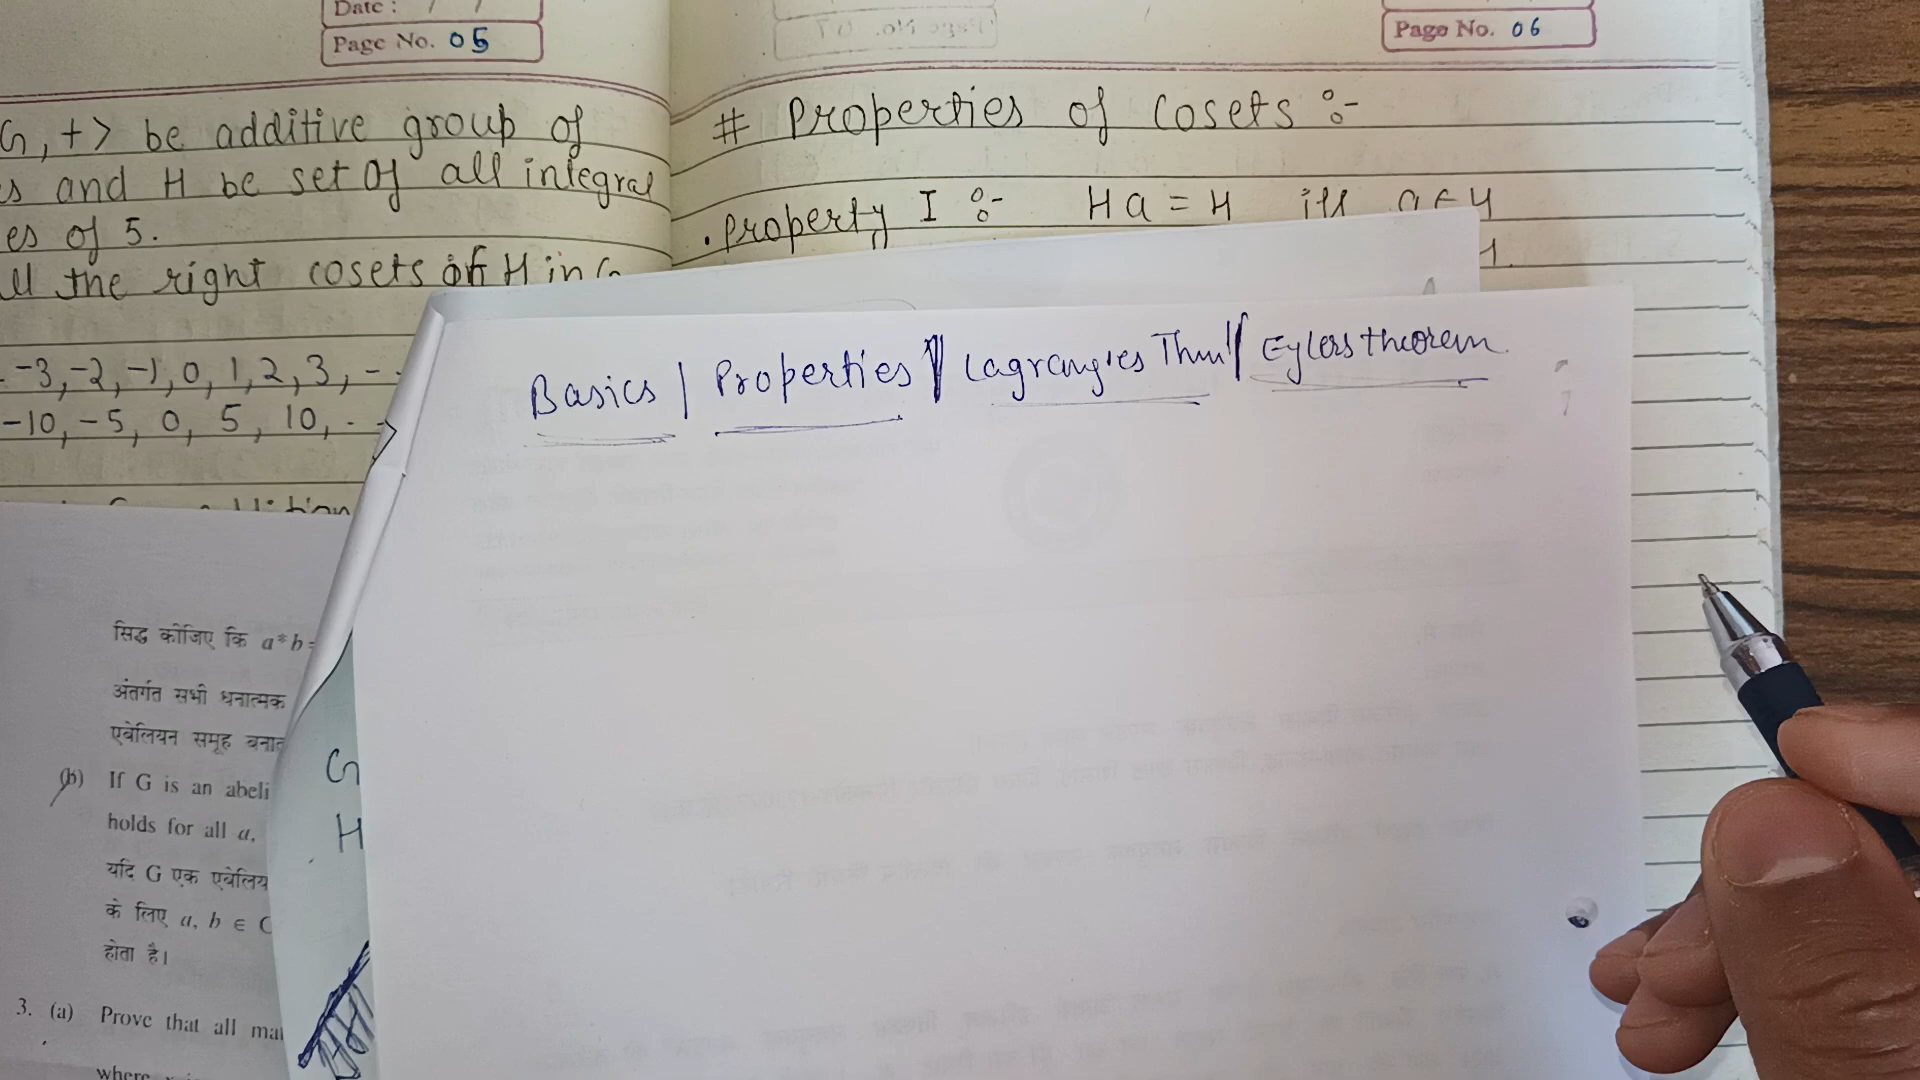 Date : / /
Page No. 05
G, +> be additive group of
s and H be set of all integral
es of 5.
ll the right cosets of H in G
-3, -2, -1, 0, 1, 2, 3, - -
-10, -5, 0, 5, 10, - -
Page No. 06
# Properties of cosets :-
. property I :- Ha = H iff a ∈ H
Basics | Properties | Lagrangies Thm | Eylers theorem
सिद्ध कीजिए कि a*b=
अंतर्गत सभी धनात्मक
एबेलियन समूह बनात
(b) If G is an abeli
holds for all a,
यदि G एक एबेलिय
के लिए a, b ∈ G
होता है।
3. (a) Prove that all mat
where
G
H